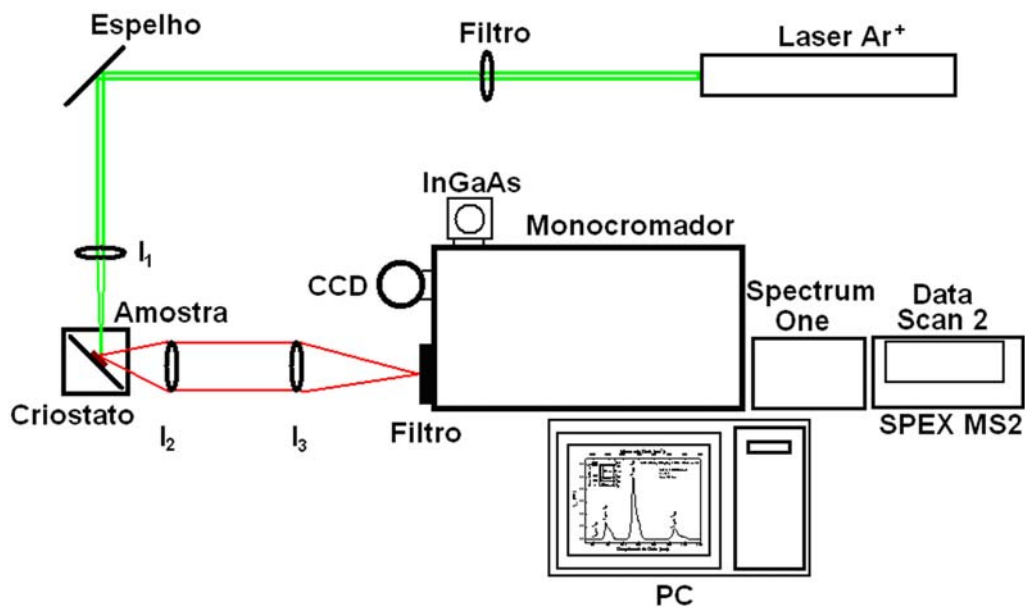 Espelho
Filtro
Laser Ar⁺
InGaAs
Monocromador
l₁
CCD
Spectrum
One
Data
Scan 2
Amostra
Criostato
l₂
l₃
Filtro
SPEX MS2
PC